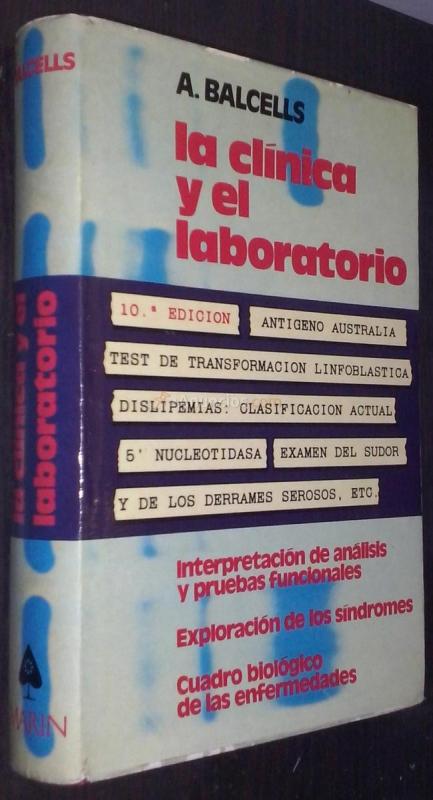 BALCELLS
la clínica y el
laboratorio
MARIN
A. BALCELLS
la clínica
y el
laboratorio
10.ª EDICION
ANTIGENO AUSTRALIA
TEST DE TRANSFORMACION LINFOBLASTICA
DISLIPEMIAS: CLASIFICACION ACTUAL
5' NUCLEOTIDASA
EXAMEN DEL SUDOR
Y DE LOS DERRAMES SEROSOS, ETC.
Interpretación de análisis
y pruebas funcionales
Exploración de los síndromes
Cuadro biológico
de las enfermedades